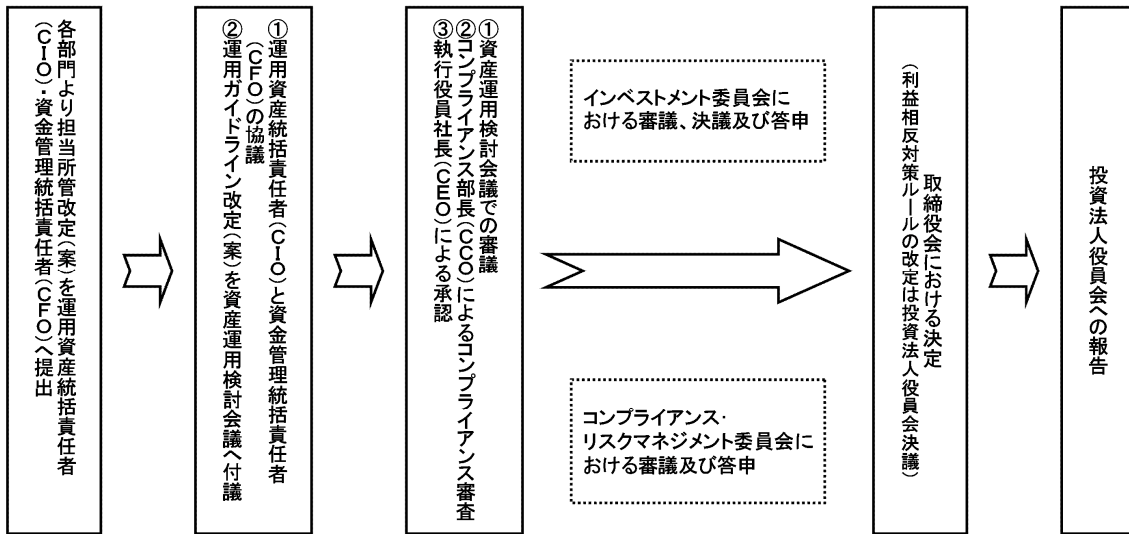 各部門より担当所管改定（案）を運用資産統括責任者
（ＣＩＯ）・資金管理統括責任者（ＣＦＯ）へ提出
①運用資産統括責任者（ＣＩＯ）と資金管理統括責任者
（ＣＦＯ）の協議
②運用ガイドライン改定（案）を資産運用検討会議へ付議
①資産運用検討会議での審議
②コンプライアンス部長（ＣＣＯ）によるコンプライアンス審査
③執行役員社長（ＣＥＯ）による承認
インベストメント委員会に
おける審議、決議及び答申
コンプライアンス・
リスクマネジメント委員会に
おける審議及び答申
取締役会における決定
（利益相反対策ルールの改定は投資法人役員会決議）
投資法人役員会への報告